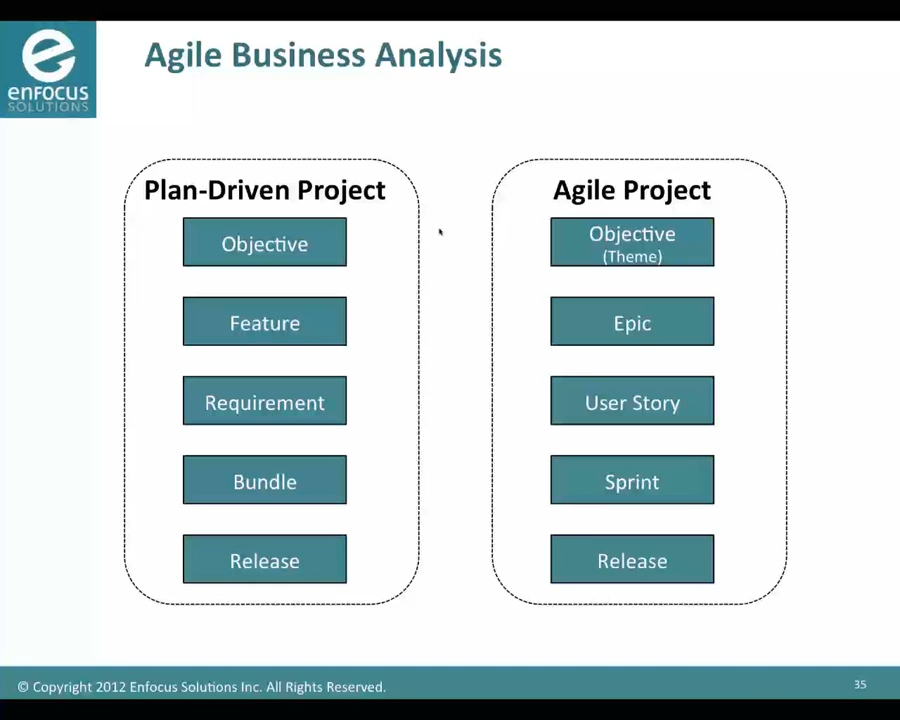 enfocus
SOLUTIONS
Agile Business Analysis
Plan-Driven Project
Objective
Feature
Requirement
Bundle
Release
Agile Project
Objective
(Theme)
Epic
User Story
Sprint
Release
© Copyright 2012 Enfocus Solutions Inc. All Rights Reserved.
35